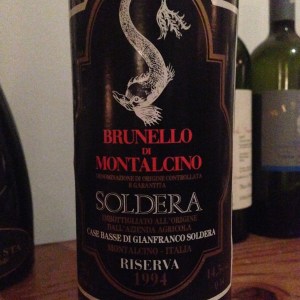 BRUNELLO
DI
MONTALCINO
DENOMINAZIONE DI ORIGINE CONTROLLATA
E GARANTITA
SOLDERA
IMBOTTIGLIATO ALL'ORIGINE
DALL'AZIENDA AGRICOLA
CASE BASSE DI GIANFRANCO SOLDERA
MONTALCINO - ITALIA
RISERVA
1994